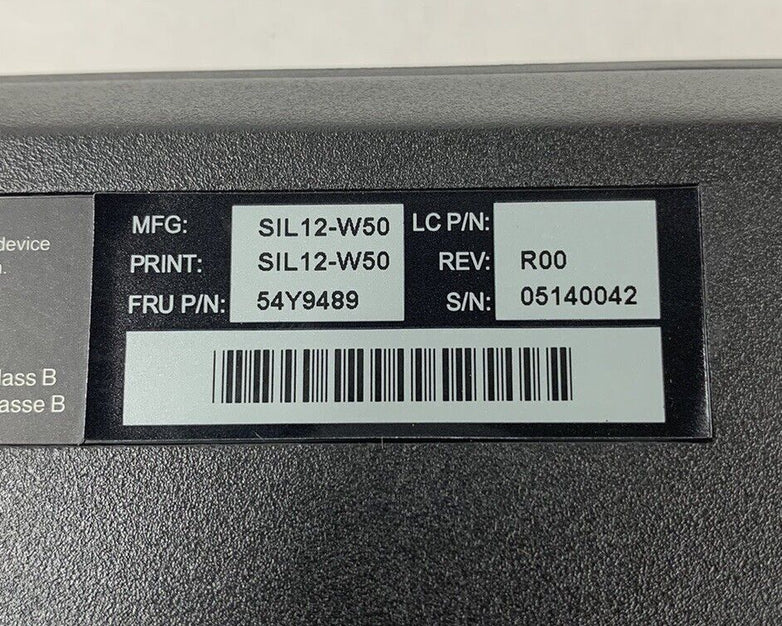 device
lass B
asse B
MFG: SIL12-W50 LC P/N:
PRINT: SIL12-W50 REV: R00
FRU P/N: 54Y9489 S/N: 05140042